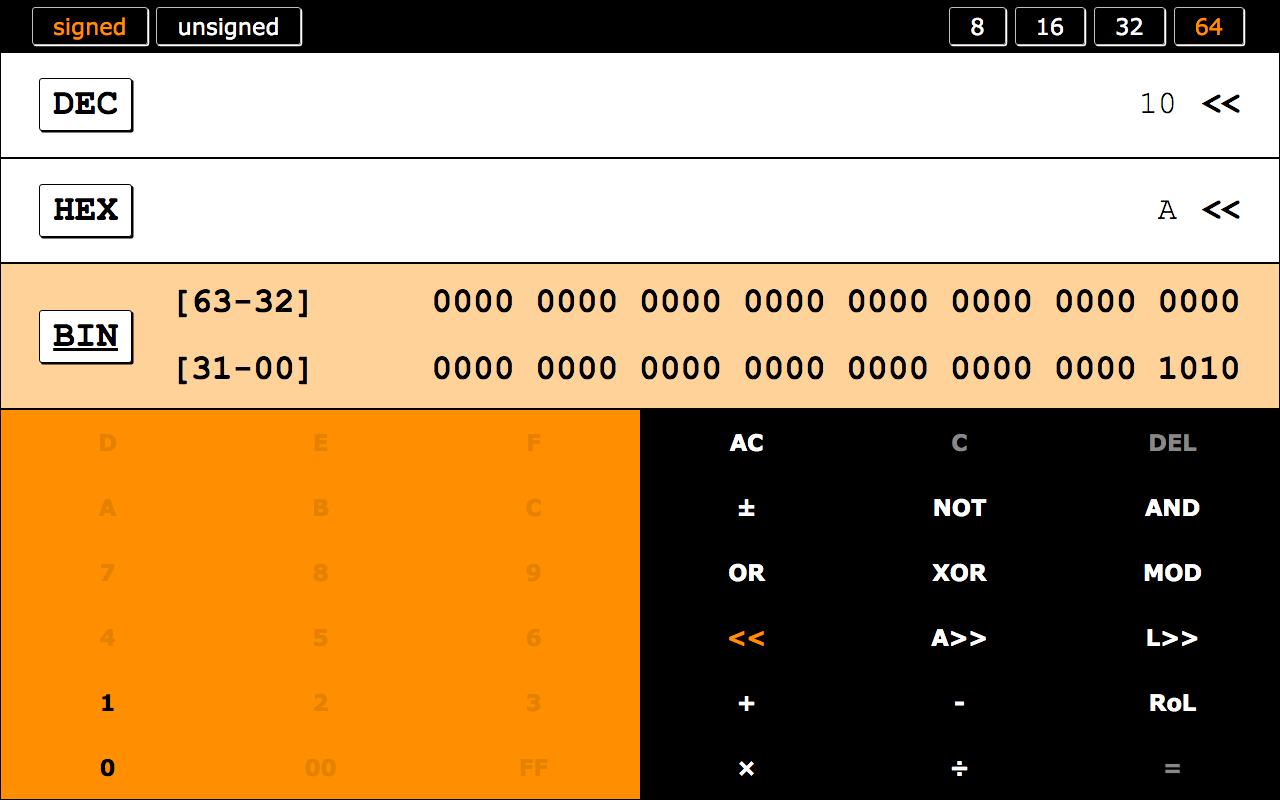 signed unsigned 8 16 32 64
DEC 10 <<
HEX A <<
[63-32] 0000 0000 0000 0000 0000 0000 0000 0000
BIN
[31-00] 0000 0000 0000 0000 0000 0000 0000 1010
D E F AC C DEL
A B C ± NOT AND
7 8 9 OR XOR MOD
4 5 6 << A>> L>>
1 2 3 + - RoL
0 00 FF × ÷ =